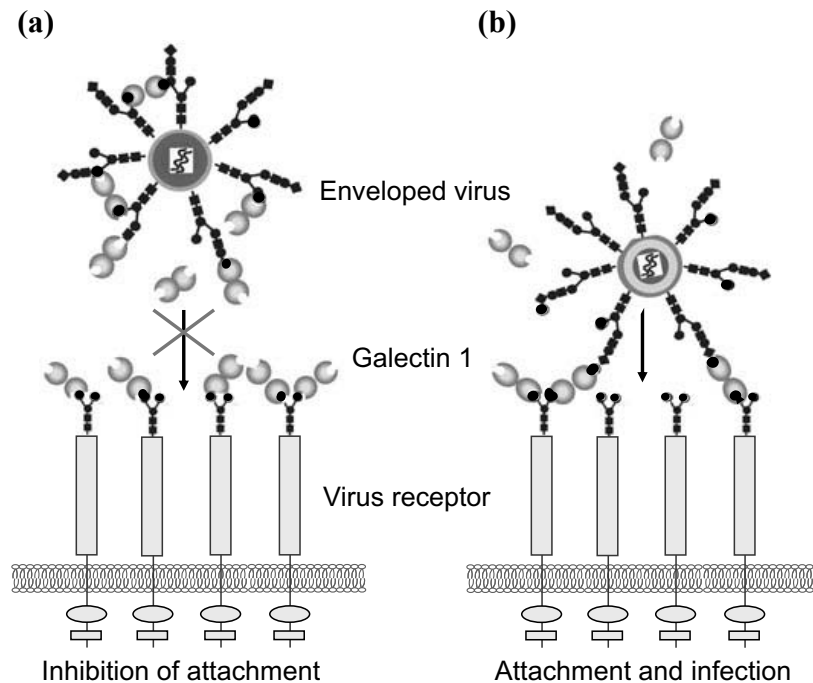 (a)
(b)
Enveloped virus
Galectin 1
Virus receptor
Inhibition of attachment
Attachment and infection